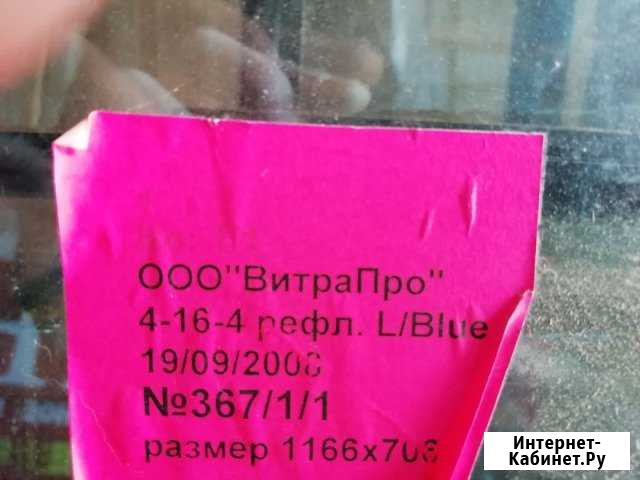 ООО"ВитраПро"
4-16-4 рефл. L/Blue
19/09/2008
№367/1/1
размер 1166х708
Интернет-
Кабинет.Ру